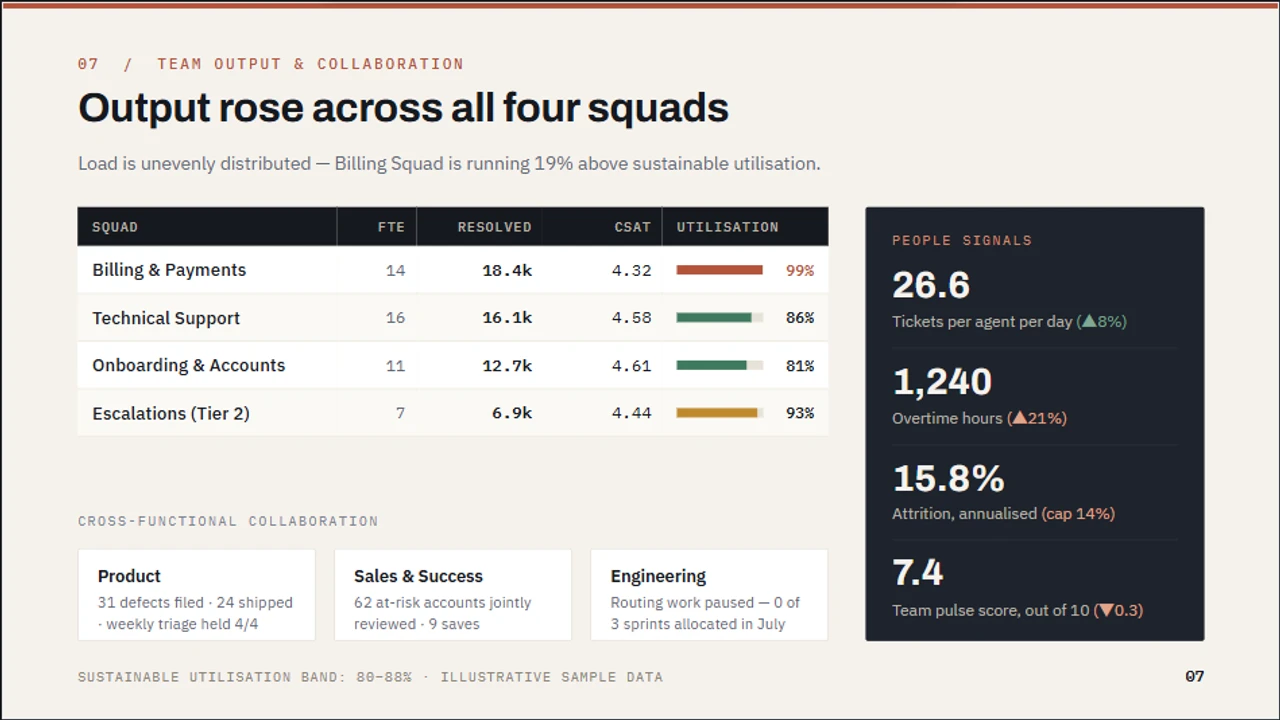 07 / TEAM OUTPUT & COLLABORATION
Output rose across all four squads
Load is unevenly distributed — Billing Squad is running 19% above sustainable utilisation.
SQUAD FTE RESOLVED CSAT UTILISATION
Billing & Payments 14 18.4k 4.32 99%
Technical Support 16 16.1k 4.58 86%
Onboarding & Accounts 11 12.7k 4.61 81%
Escalations (Tier 2) 7 6.9k 4.44 93%
PEOPLE SIGNALS
26.6
Tickets per agent per day (▲8%)
1,240
Overtime hours (▲21%)
15.8%
Attrition, annualised (cap 14%)
7.4
Team pulse score, out of 10 (▼0.3)
CROSS-FUNCTIONAL COLLABORATION
Product
31 defects filed · 24 shipped
· weekly triage held 4/4
Sales & Success
62 at-risk accounts jointly
reviewed · 9 saves
Engineering
Routing work paused — 0 of
3 sprints allocated in July
SUSTAINABLE UTILISATION BAND: 80–88% · ILLUSTRATIVE SAMPLE DATA
07